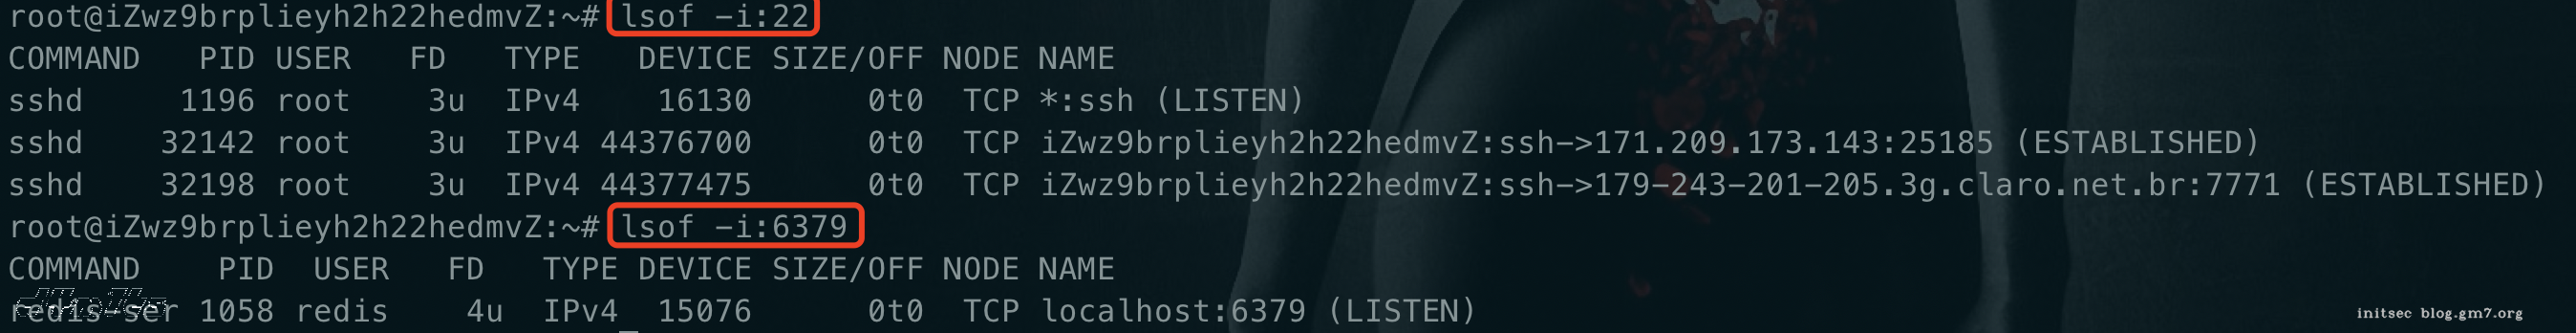 root@iZwz9brplieyh2h22hedmvZ:~# lsof -i:22
COMMAND PID USER FD TYPE DEVICE SIZE/OFF NODE NAME
sshd 1196 root 3u IPv4 16130 0t0 TCP *:ssh (LISTEN)
sshd 32142 root 3u IPv4 44376700 0t0 TCP iZwz9brplieyh2h22hedmvZ:ssh->171.209.173.143:25185 (ESTABLISHED)
sshd 32198 root 3u IPv4 44377475 0t0 TCP iZwz9brplieyh2h22hedmvZ:ssh->179-243-201-205.3g.claro.net.br:7771 (ESTABLISHED)
root@iZwz9brplieyh2h22hedmvZ:~# lsof -i:6379
COMMAND PID USER FD TYPE DEVICE SIZE/OFF NODE NAME
redis-ser 1058 redis 4u IPv4 15076 0t0 TCP localhost:6379 (LISTEN)
initsec blog.gm7.org